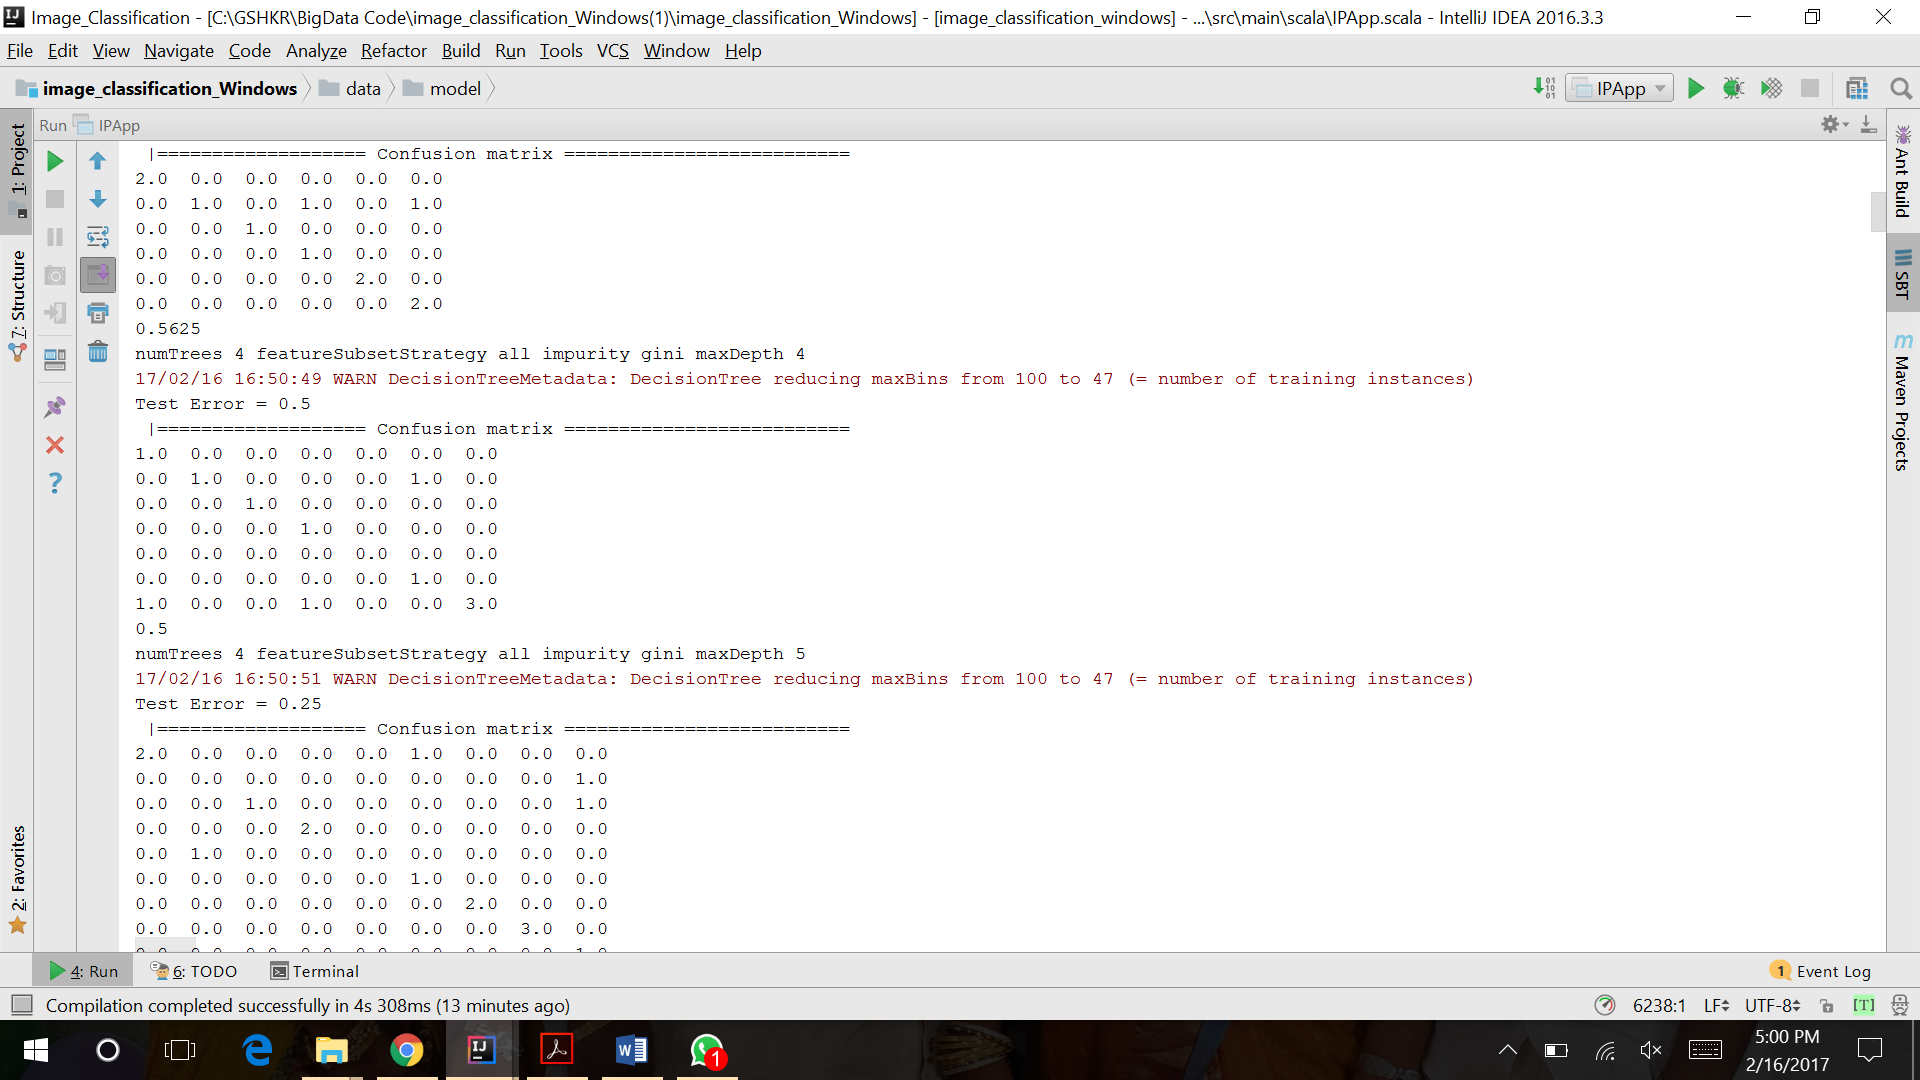 Image_Classification - [C:\GSHKR\BigData Code\image_classification_Windows(1)\image_classification_Windows] - [image_classification_windows] - ...\src\main\scala\IPApp.scala - IntelliJ IDEA 2016.3.3
File Edit View Navigate Code Analyze Refactor Build Run Tools VCS Window Help
image_classification_Windows data model IPApp
Run IPApp
1: Project
7: Structure
2: Favorites
|=================== Confusion matrix ==========================
2.0 0.0 0.0 0.0 0.0 0.0
0.0 1.0 0.0 1.0 0.0 1.0
0.0 0.0 1.0 0.0 0.0 0.0
0.0 0.0 0.0 1.0 0.0 0.0
0.0 0.0 0.0 0.0 2.0 0.0
0.0 0.0 0.0 0.0 0.0 2.0
0.5625
numTrees 4 featureSubsetStrategy all impurity gini maxDepth 4
17/02/16 16:50:49 WARN DecisionTreeMetadata: DecisionTree reducing maxBins from 100 to 47 (= number of training instances)
Test Error = 0.5
|=================== Confusion matrix ==========================
1.0 0.0 0.0 0.0 0.0 0.0 0.0
0.0 1.0 0.0 0.0 0.0 1.0 0.0
0.0 0.0 1.0 0.0 0.0 0.0 0.0
0.0 0.0 0.0 1.0 0.0 0.0 0.0
0.0 0.0 0.0 0.0 0.0 0.0 0.0
0.0 0.0 0.0 0.0 0.0 1.0 0.0
1.0 0.0 0.0 1.0 0.0 0.0 3.0
0.5
numTrees 4 featureSubsetStrategy all impurity gini maxDepth 5
17/02/16 16:50:51 WARN DecisionTreeMetadata: DecisionTree reducing maxBins from 100 to 47 (= number of training instances)
Test Error = 0.25
|=================== Confusion matrix ==========================
2.0 0.0 0.0 0.0 0.0 1.0 0.0 0.0 0.0
0.0 0.0 0.0 0.0 0.0 0.0 0.0 0.0 1.0
0.0 0.0 1.0 0.0 0.0 0.0 0.0 0.0 1.0
0.0 0.0 0.0 2.0 0.0 0.0 0.0 0.0 0.0
0.0 1.0 0.0 0.0 0.0 0.0 0.0 0.0 0.0
0.0 0.0 0.0 0.0 0.0 1.0 0.0 0.0 0.0
0.0 0.0 0.0 0.0 0.0 0.0 2.0 0.0 0.0
0.0 0.0 0.0 0.0 0.0 0.0 0.0 3.0 0.0
Ant Build
SBT
Maven Projects
4: Run 6: TODO Terminal 1 Event Log
Compilation completed successfully in 4s 308ms (13 minutes ago) 6238:1 LF UTF-8 [T]
5:00 PM
2/16/2017
1